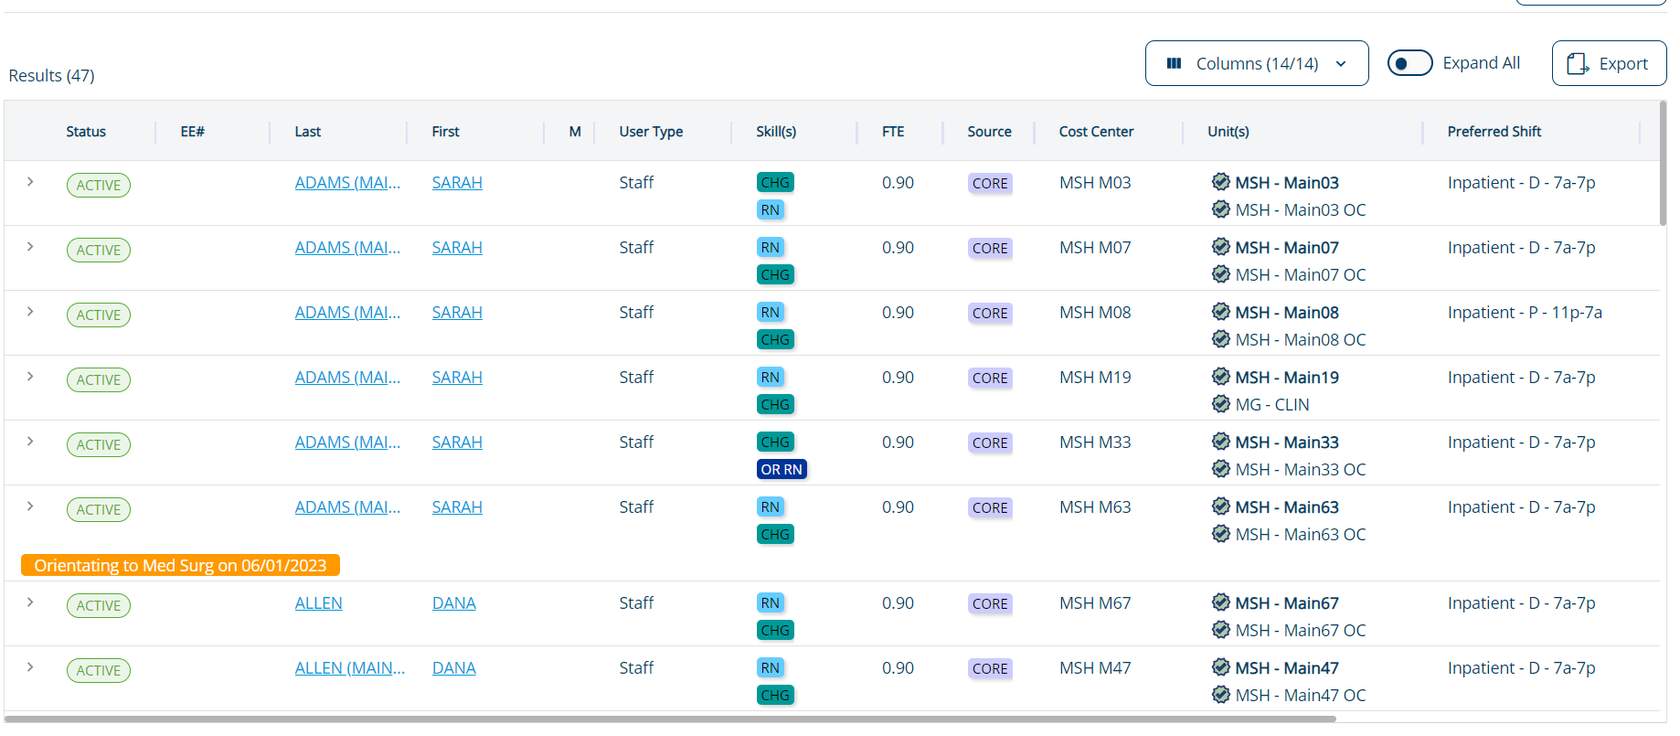 Columns (14/14) Expand All Export
Results (47)
Status EE# Last First M User Type Skill(s) FTE Source Cost Center Unit(s) Preferred Shift
ACTIVE ADAMS (MAI... SARAH Staff CHG 0.90 CORE MSH M03 MSH - Main03 Inpatient - D - 7a-7p
RN MSH - Main03 OC
ACTIVE ADAMS (MAI... SARAH Staff RN 0.90 CORE MSH M07 MSH - Main07 Inpatient - D - 7a-7p
CHG MSH - Main07 OC
ACTIVE ADAMS (MAI... SARAH Staff RN 0.90 CORE MSH M08 MSH - Main08 Inpatient - P - 11p-7a
CHG MSH - Main08 OC
ACTIVE ADAMS (MAI... SARAH Staff RN 0.90 CORE MSH M19 MSH - Main19 Inpatient - D - 7a-7p
CHG MG - CLIN
ACTIVE ADAMS (MAI... SARAH Staff CHG 0.90 CORE MSH M33 MSH - Main33 Inpatient - D - 7a-7p
OR RN MSH - Main33 OC
ACTIVE ADAMS (MAI... SARAH Staff RN 0.90 CORE MSH M63 MSH - Main63 Inpatient - D - 7a-7p
CHG MSH - Main63 OC
Orientating to Med Surg on 06/01/2023
ACTIVE ALLEN DANA Staff RN 0.90 CORE MSH M67 MSH - Main67 Inpatient - D - 7a-7p
CHG MSH - Main67 OC
ACTIVE ALLEN (MAIN... DANA Staff RN 0.90 CORE MSH M47 MSH - Main47 Inpatient - D - 7a-7p
CHG MSH - Main47 OC